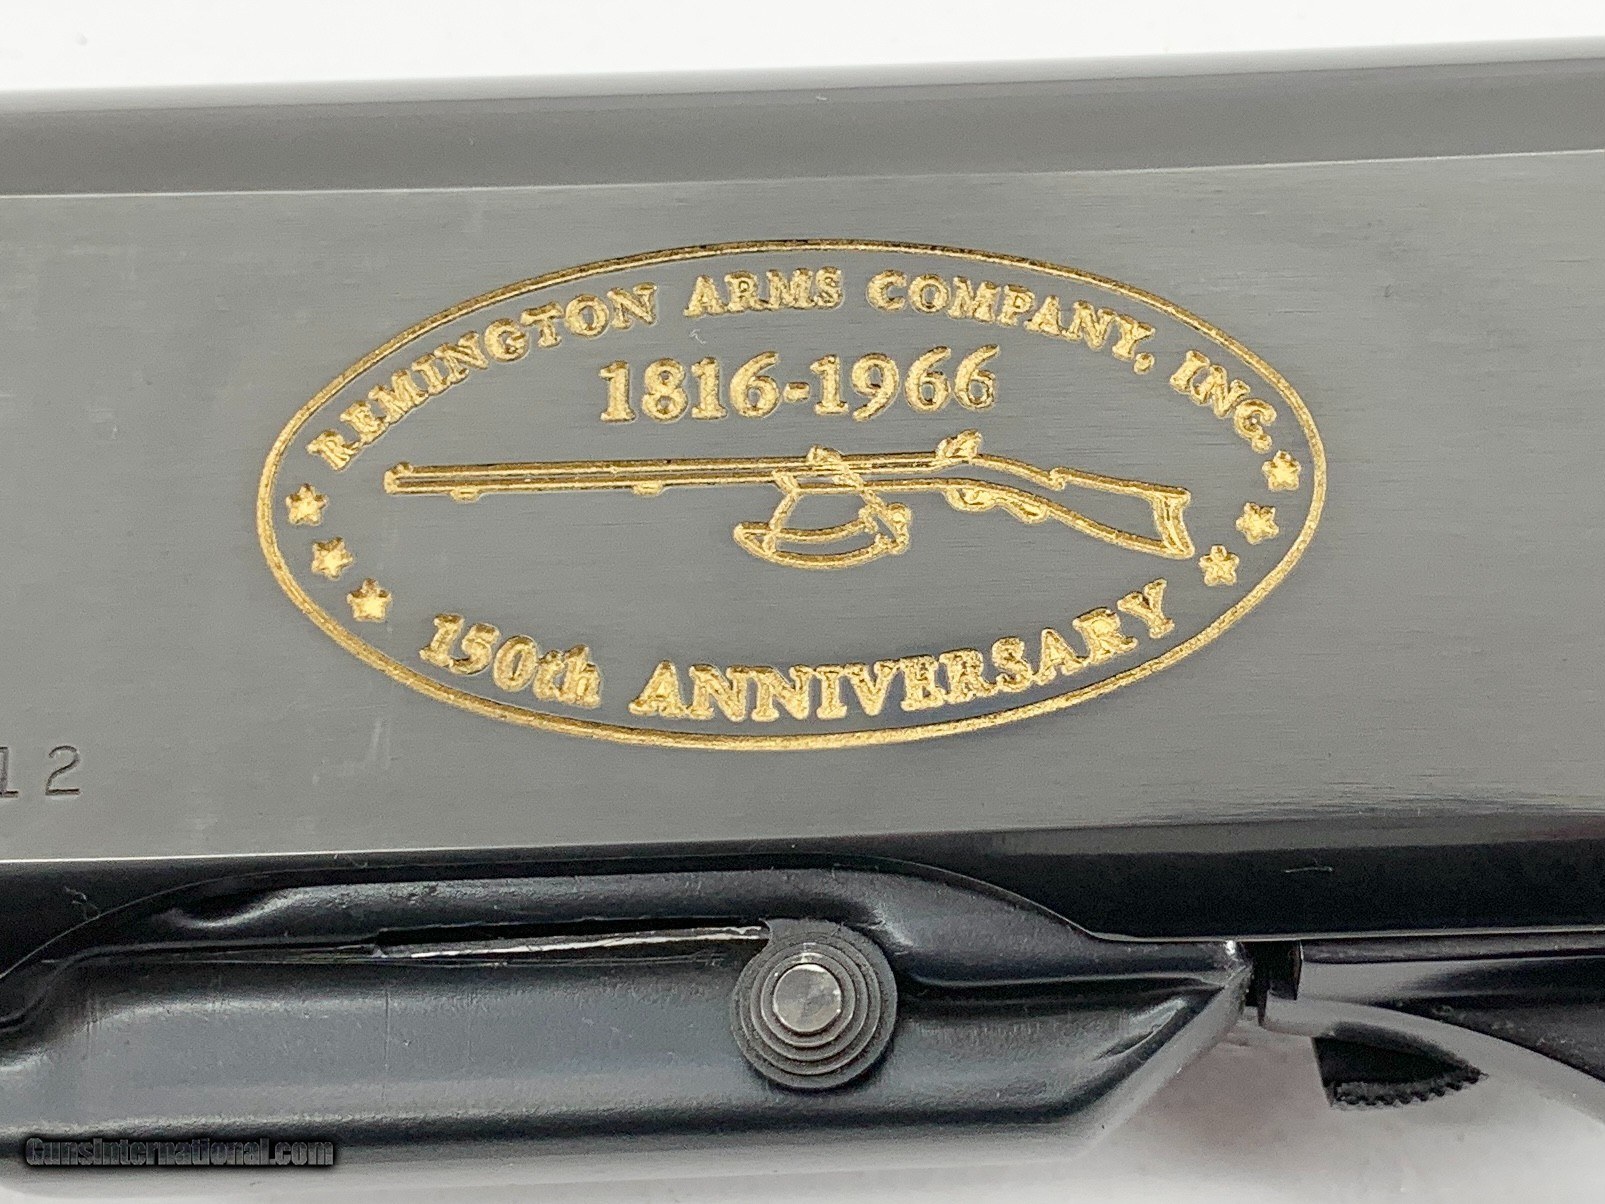 REMINGTON ARMS COMPANY, INC.
1816-1966
150th ANNIVERSARY
12
GunsInternational.com